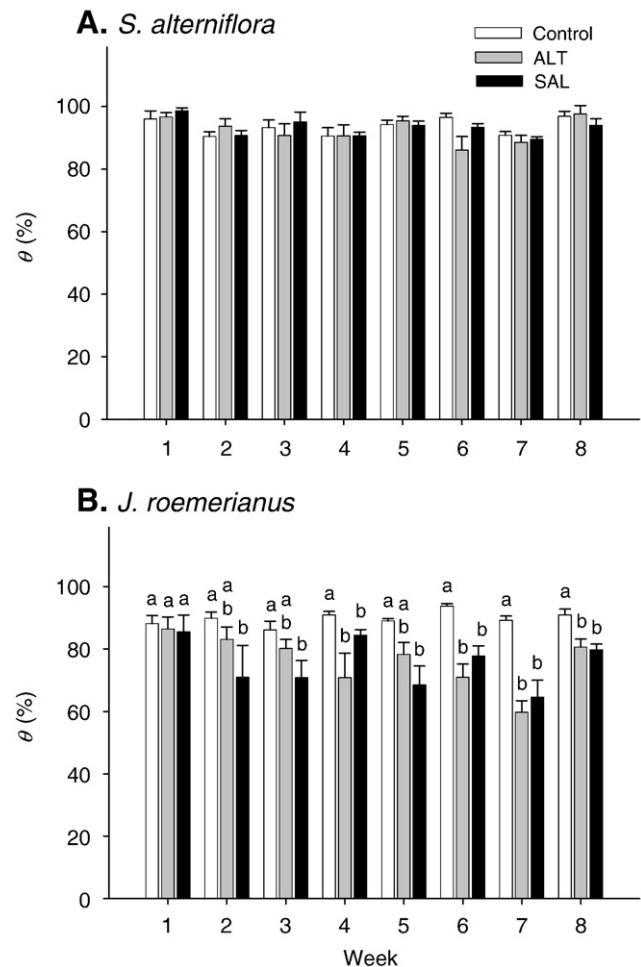 A. S. alterniflora
Control
ALT
SAL
100
80
60
40
20
0
θ (%)
1 2 3 4 5 6 7 8
B. J. roemerianus
100
80
60
40
20
0
θ (%)
a a a a a b b a a b b a b b a a b b a b b a b b a b b
1 2 3 4 5 6 7 8
Week